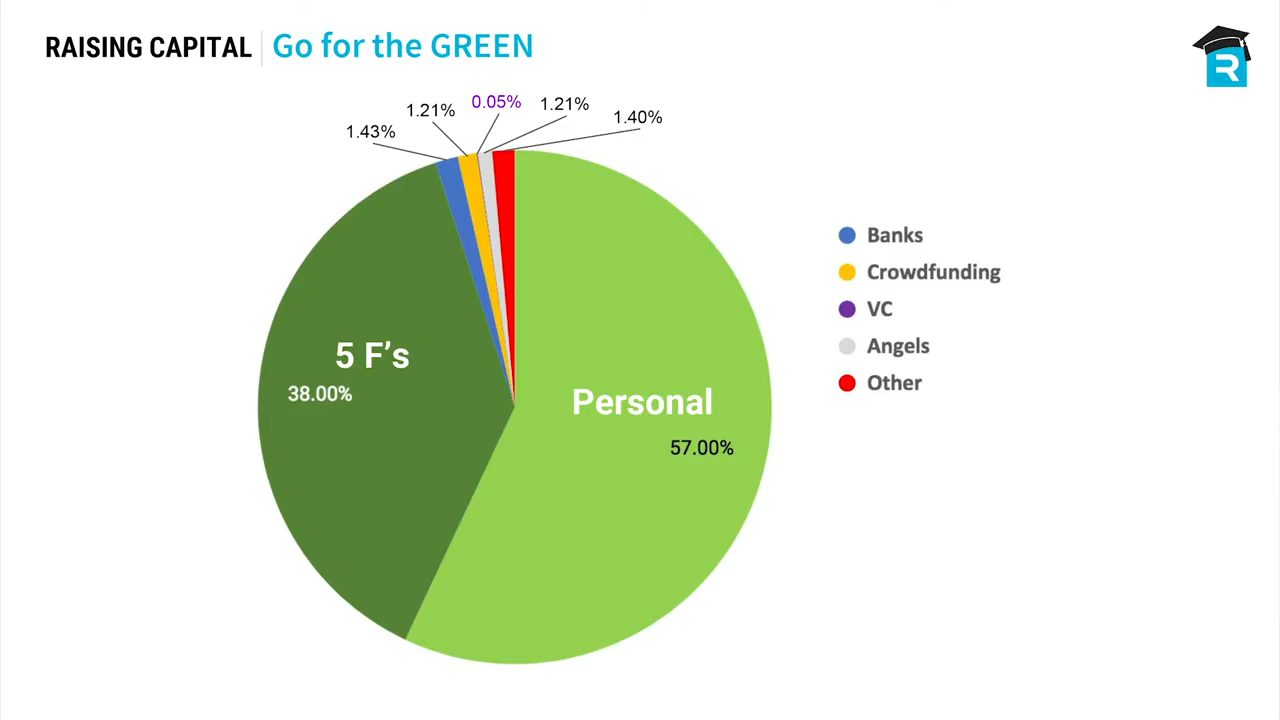 RAISING CAPITAL Go for the GREEN
0.05%
1.21%
1.21%
1.40%
1.43%
Banks
Crowdfunding
VC
5 F's
Angels
Other
38.00%
Personal
57.00%
R